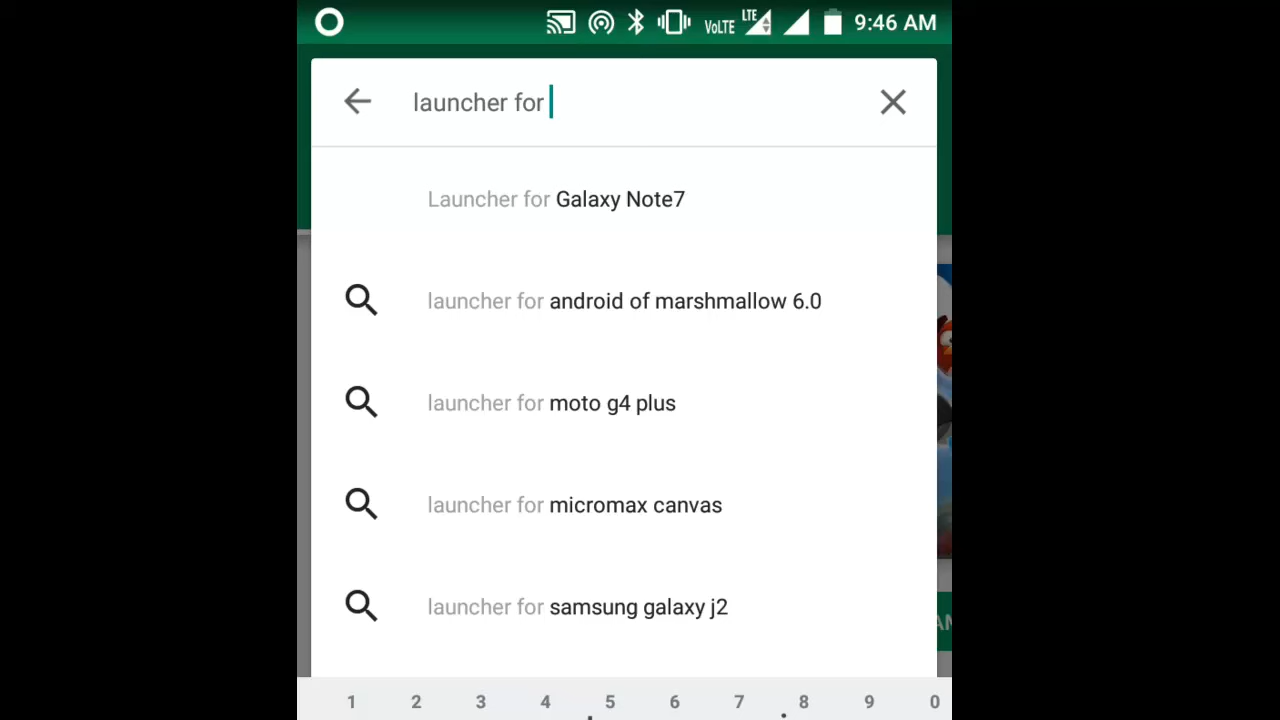 VoLTE LTE 9:46 AM
launcher for
Launcher for Galaxy Note7
launcher for android of marshmallow 6.0
launcher for moto g4 plus
launcher for micromax canvas
launcher for samsung galaxy j2
1 2 3 4 5 6 7 8 9 0